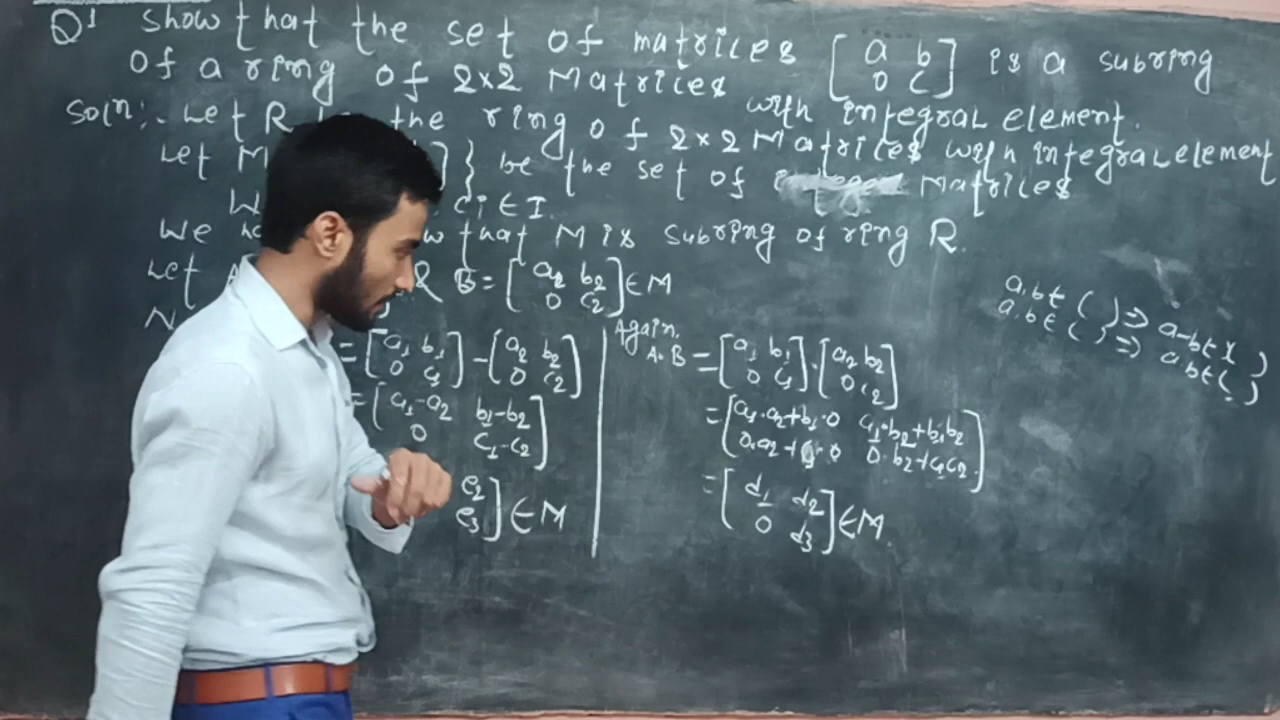 Q1 Show that the set of matrices [a b
0 c] is a subring
Of a ring of 2×2 Matrices with integral element.
Soln:- Let R the ring of 2×2 Matrices with integral element
Let M ]} be the set of Matrices
ci ∈ I.
We that M is subring of ring R.
Let & B = [a2 b2
0 c2] ∈ M
= [a1 b1
0 c1] - [a2 b2
0 c2]
= [a1-a2 b1-b2
0 c1-c2]
e2
e3] ∈ M
Again,
A·B = [a1 b1
0 c1]·[a2 b2
0 c2]
= [a1·a2+b1·0 a1·b2+b1·b2
0·a2+c1·0 0·b2+c1c2]
= [d1 d2
0 d3] ∈ M.
a,b ∈ ( ) => a-b ∈ )
a,b ∈ ( ) => a,b ∈ ( )